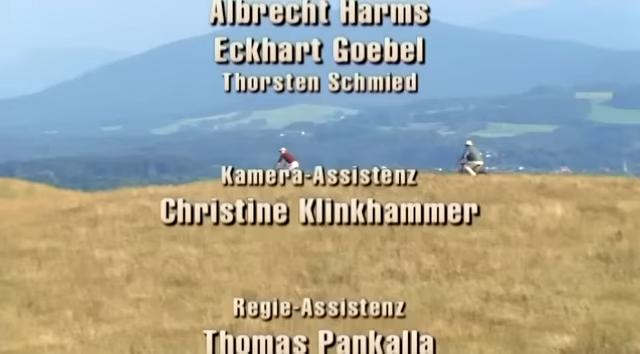 Albrecht Harms
Eckhart Goebel
Thorsten Schmied
Kamera-Assistenz
Christine Klinkhammer
Regie-Assistenz
Thomas Pankalla